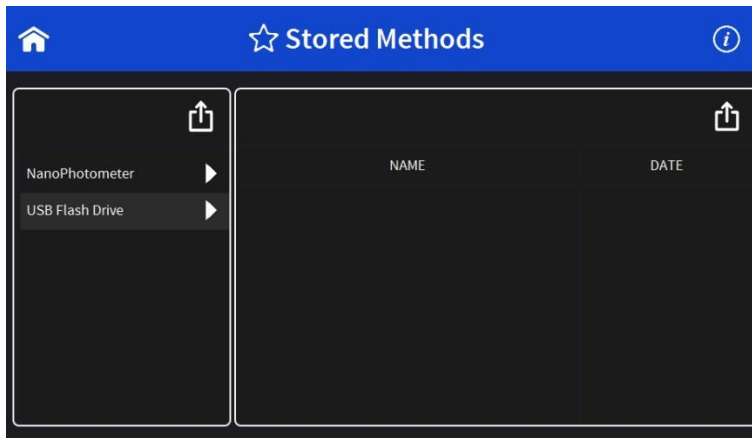 Stored Methods
NanoPhotometer
USB Flash Drive
NAME DATE